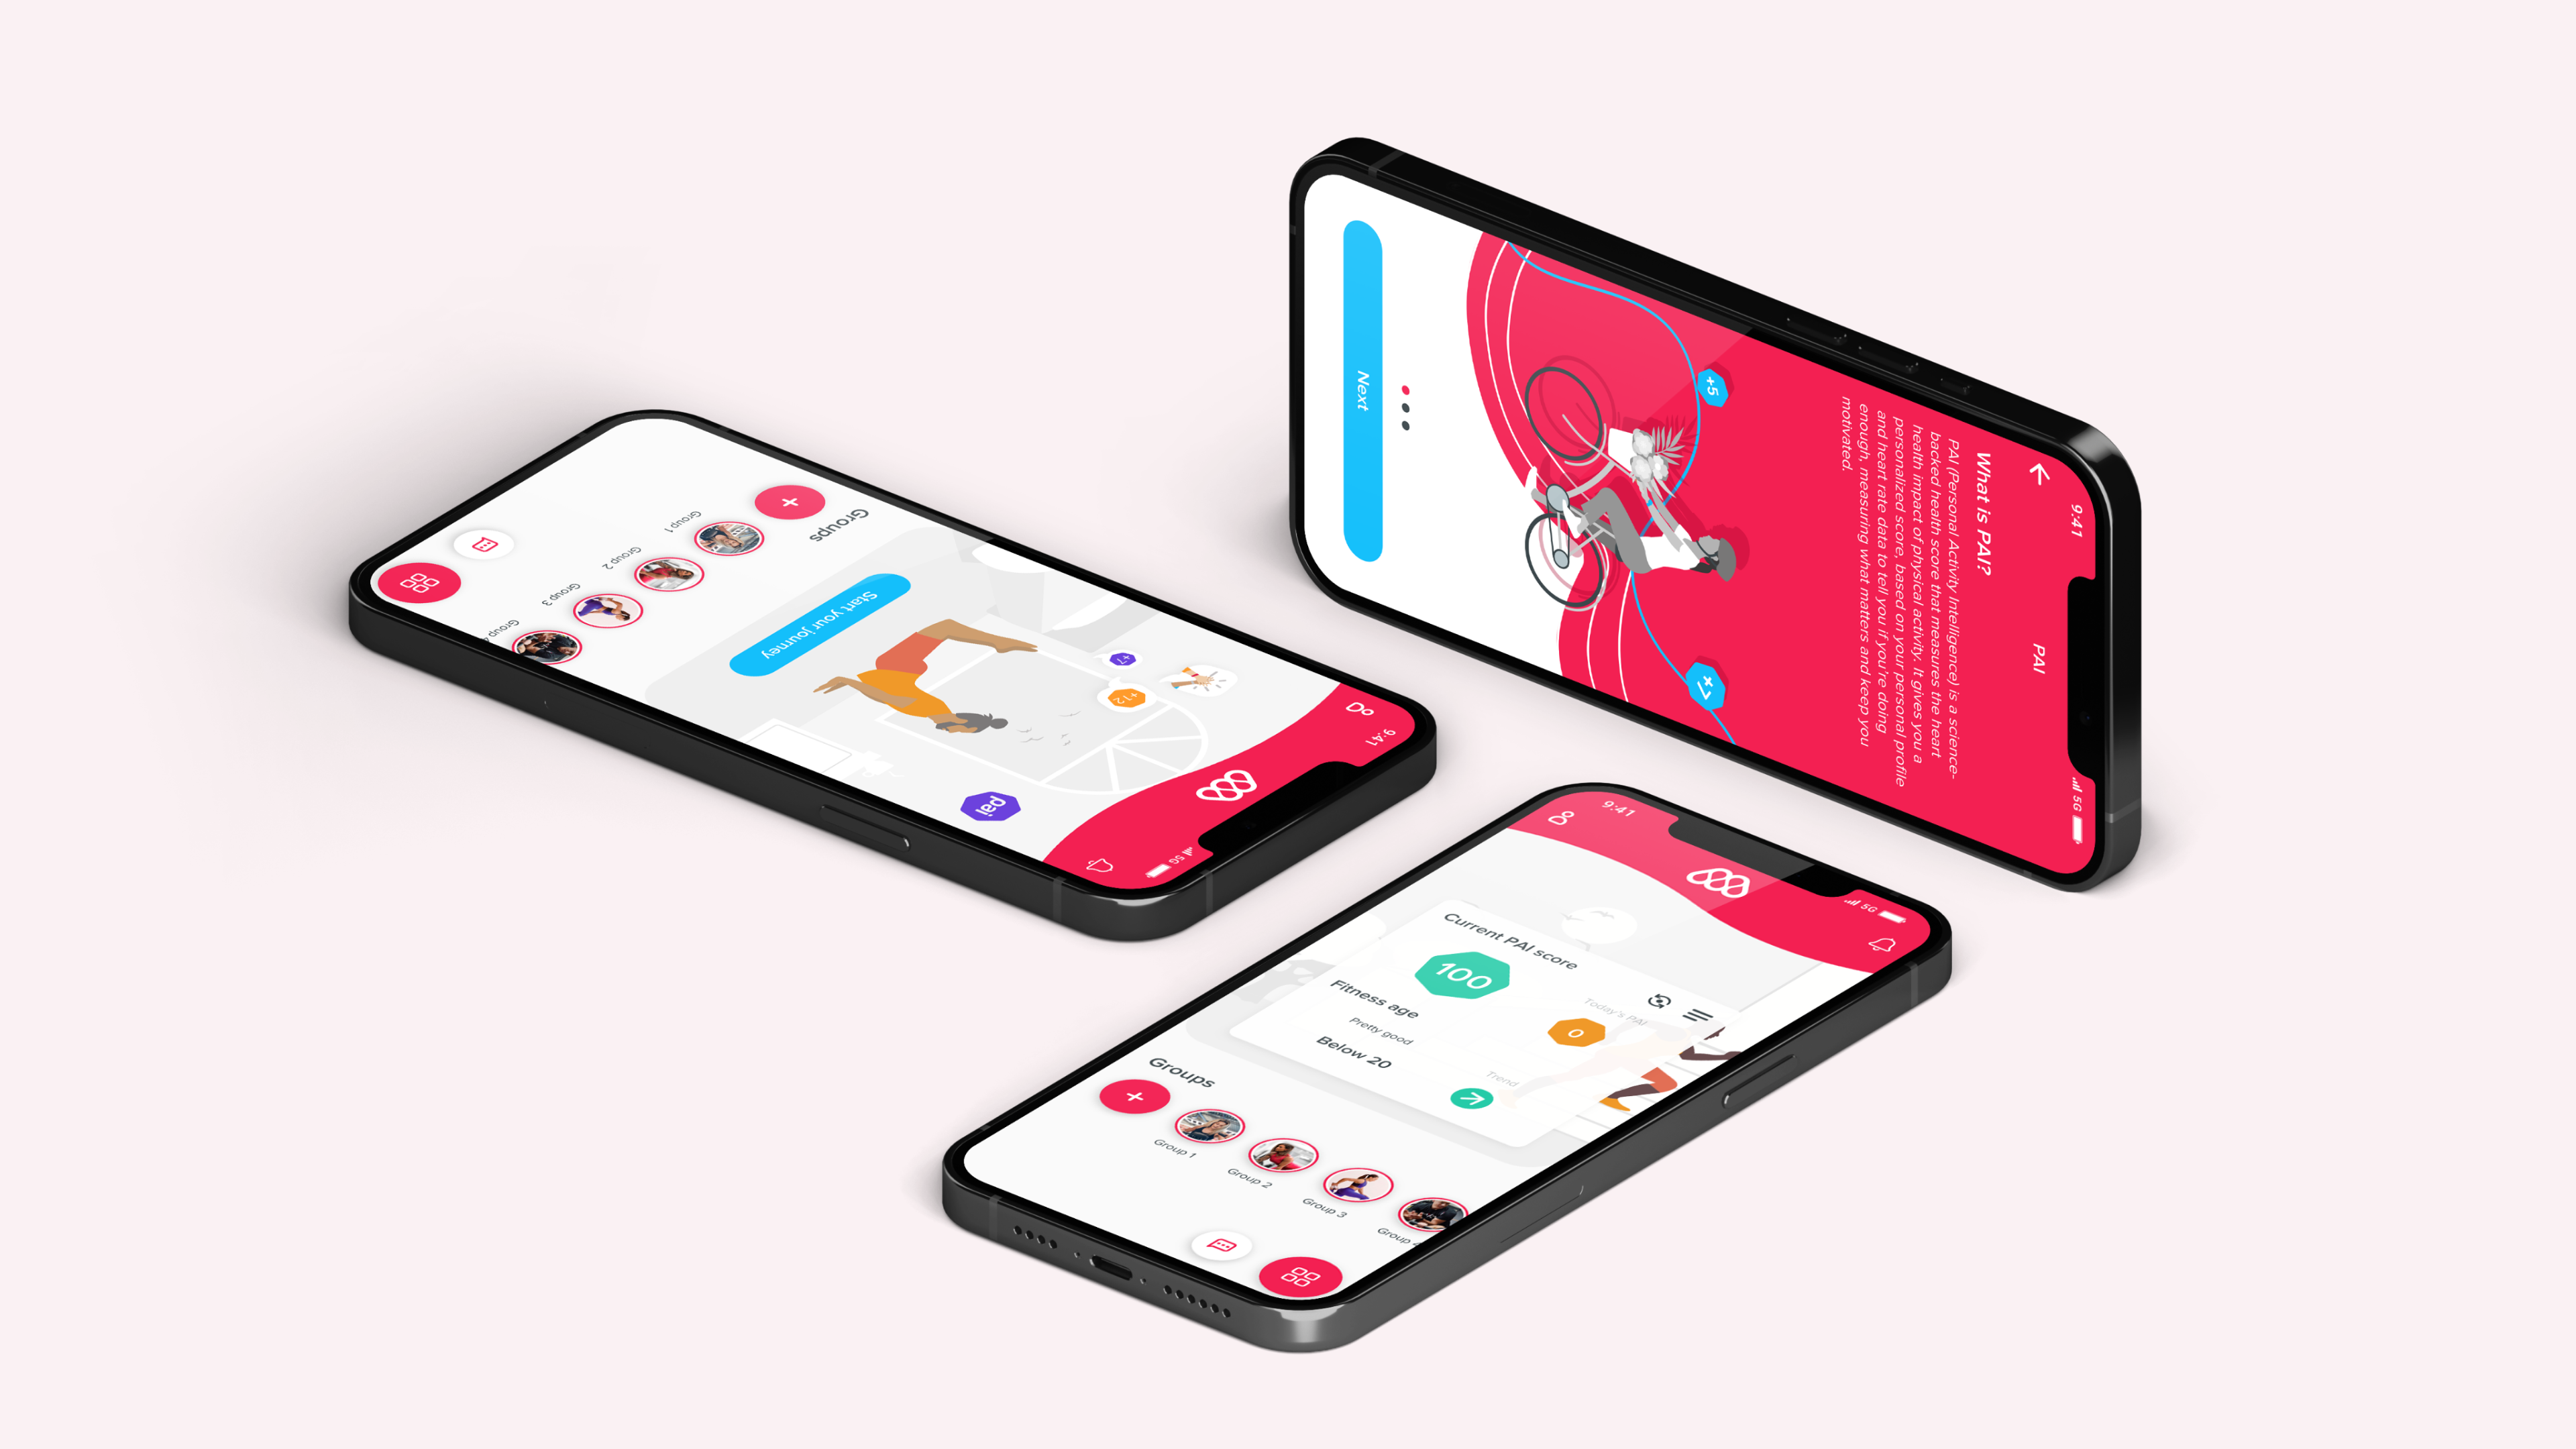 9:41
5G
Groups
Group 1
Group 2
Group 3
Start your journey
+7
+12
pai
9:41
5G
PAI
What is PAI?
PAI (Personal Activity Intelligence) is a science-
backed health score that measures the heart
health impact of physical activity. It gives you a
personalized score, based on your personal profile
and heart rate data to tell you if you're doing
enough, measuring what matters and keep you
motivated.
+5
+7
Next
9:41
5G
Current PAI score
100
Today's PAI
0
Fitness age
Pretty good
Below 20
Trend
Groups
Group 1
Group 2
Group 3
Group